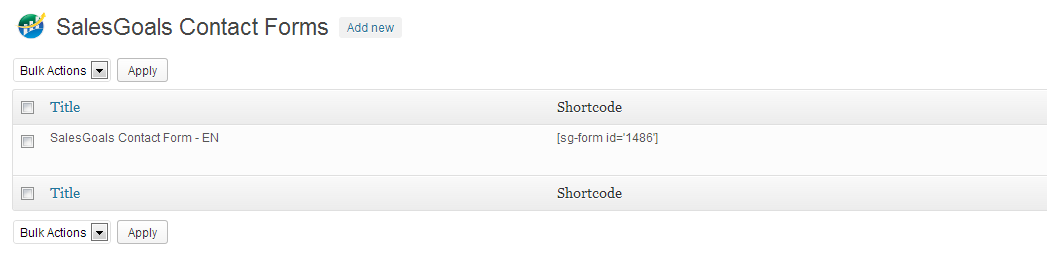 SalesGoals Contact Forms Add new
Bulk Actions Apply
Title Shortcode
SalesGoals Contact Form - EN [sg-form id='1486']
Title Shortcode
Bulk Actions Apply